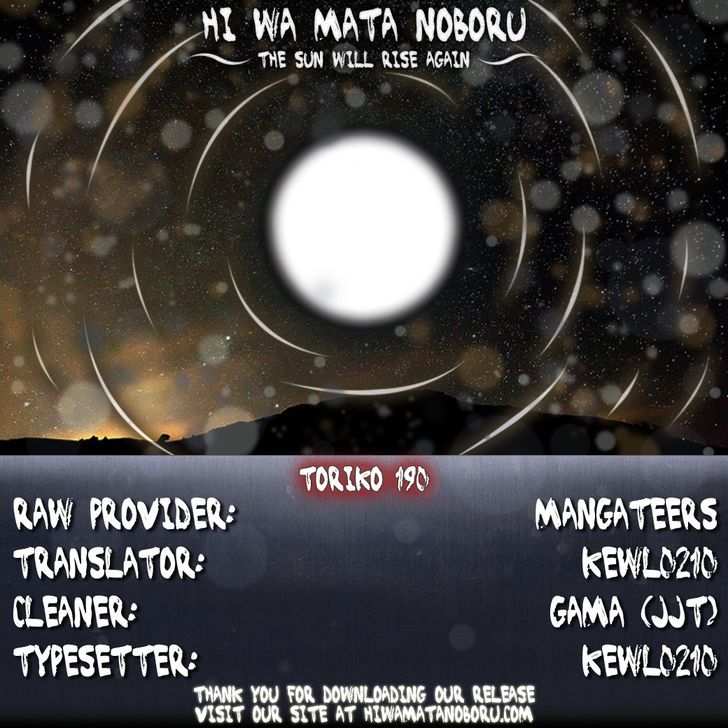 HI WA MATA NOBORU
THE SUN WILL RISE AGAIN
TORIKO 190
RAW PROVIDER: MANGATEERS
TRANSLATOR: KEWL0210
CLEANER: GAMA (JJT)
TYPESETTER: KEWL0210
THANK YOU FOR DOWNLOADING OUR RELEASE
VISIT OUR SITE AT HIWAMATANOBORU.COM